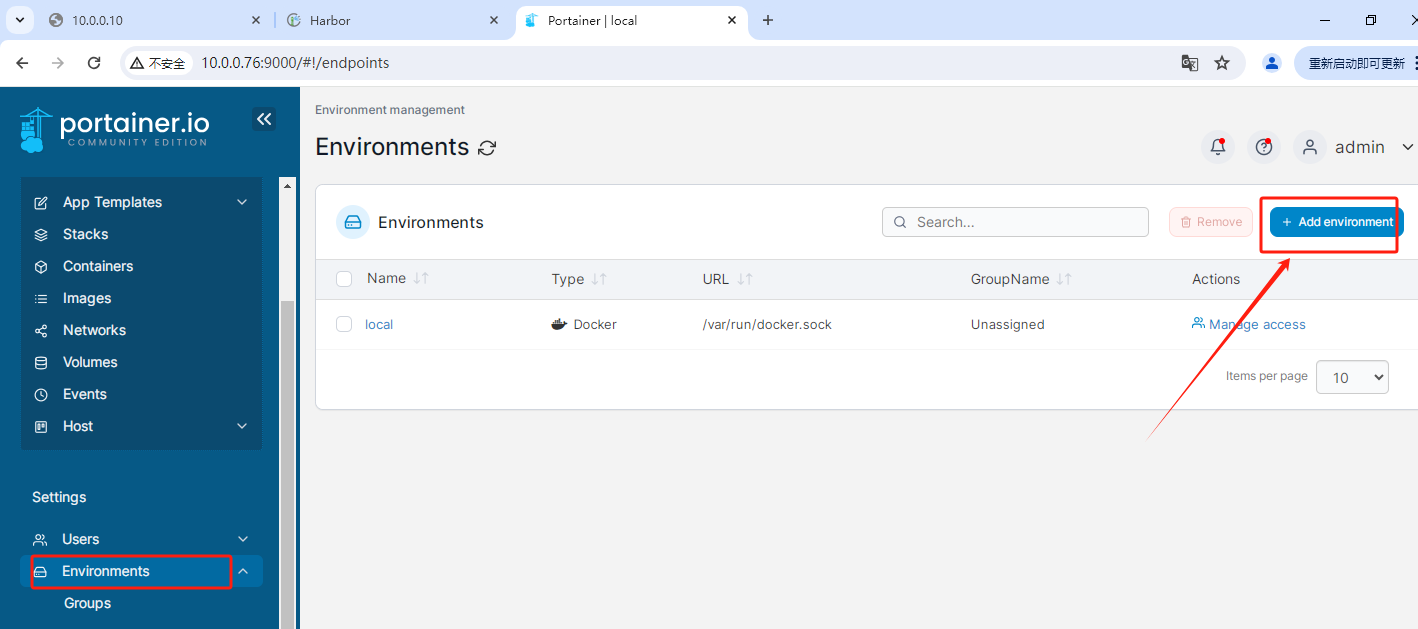 10.0.0.10
Harbor
Portainer | local
不安全
10.0.0.76:9000/#!/endpoints
重新启动即可更新
portainer.io
COMMUNITY EDITION
App Templates
Stacks
Containers
Images
Networks
Volumes
Events
Host
Settings
Users
Environments
Groups
Environment management
Environments
admin
Environments
Search...
Remove
+ Add environment
Name
Type
URL
GroupName
Actions
local
Docker
/var/run/docker.sock
Unassigned
Manage access
Items per page
10